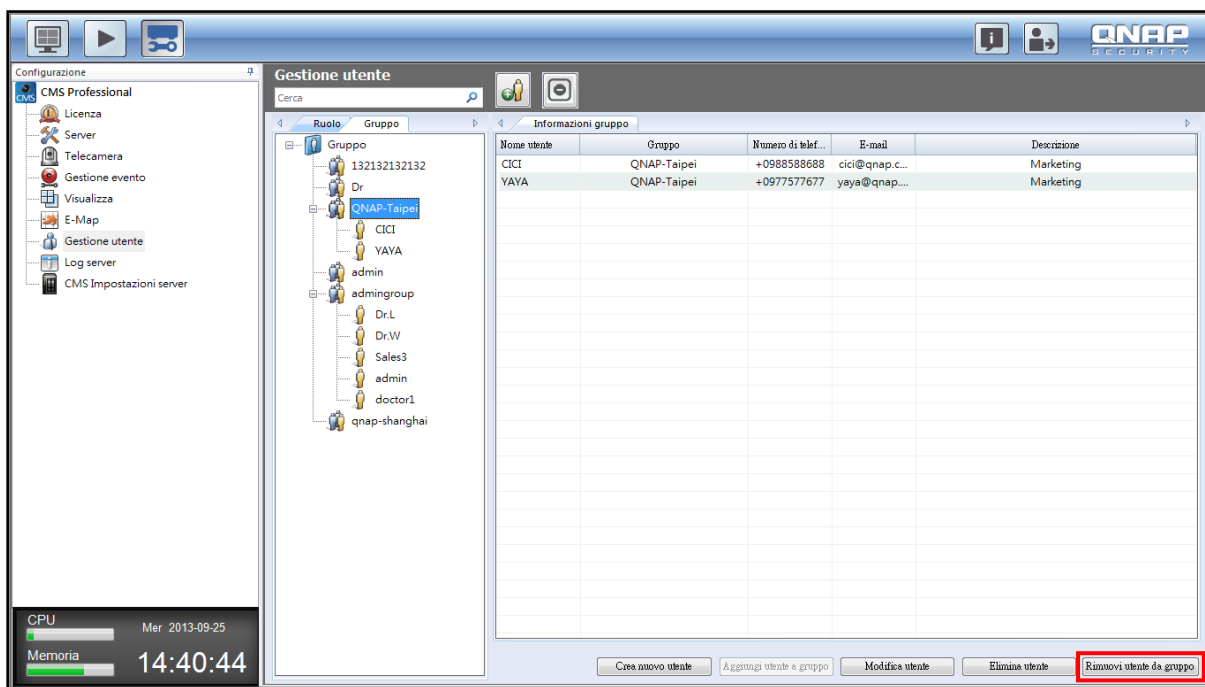 QNAP
SECURITY
Configurazione
CMS Professional
CMS
Licenza
Server
Telecamera
Gestione evento
Visualizza
E-Map
Gestione utente
Log server
CMS Impostazioni server
CPU
Mer 2013-09-25
Memoria
14:40:44
Gestione utente
Cerca
Ruolo Gruppo
Gruppo
132132132132
Dr
QNAP-Taipei
CICI
YAYA
admin
admingroup
Dr.L
Dr.W
Sales3
admin
doctor1
qnap-shanghai
Informazioni gruppo
Nome utente Gruppo Numero di telef... E-mail Descrizione
CICI QNAP-Taipei +0988588688 cici@qnap.c... Marketing
YAYA QNAP-Taipei +0977577677 yaya@qnap.... Marketing
Crea nuovo utente Aggiungi utente a gruppo Modifica utente Elimina utente Rimuovi utente da gruppo